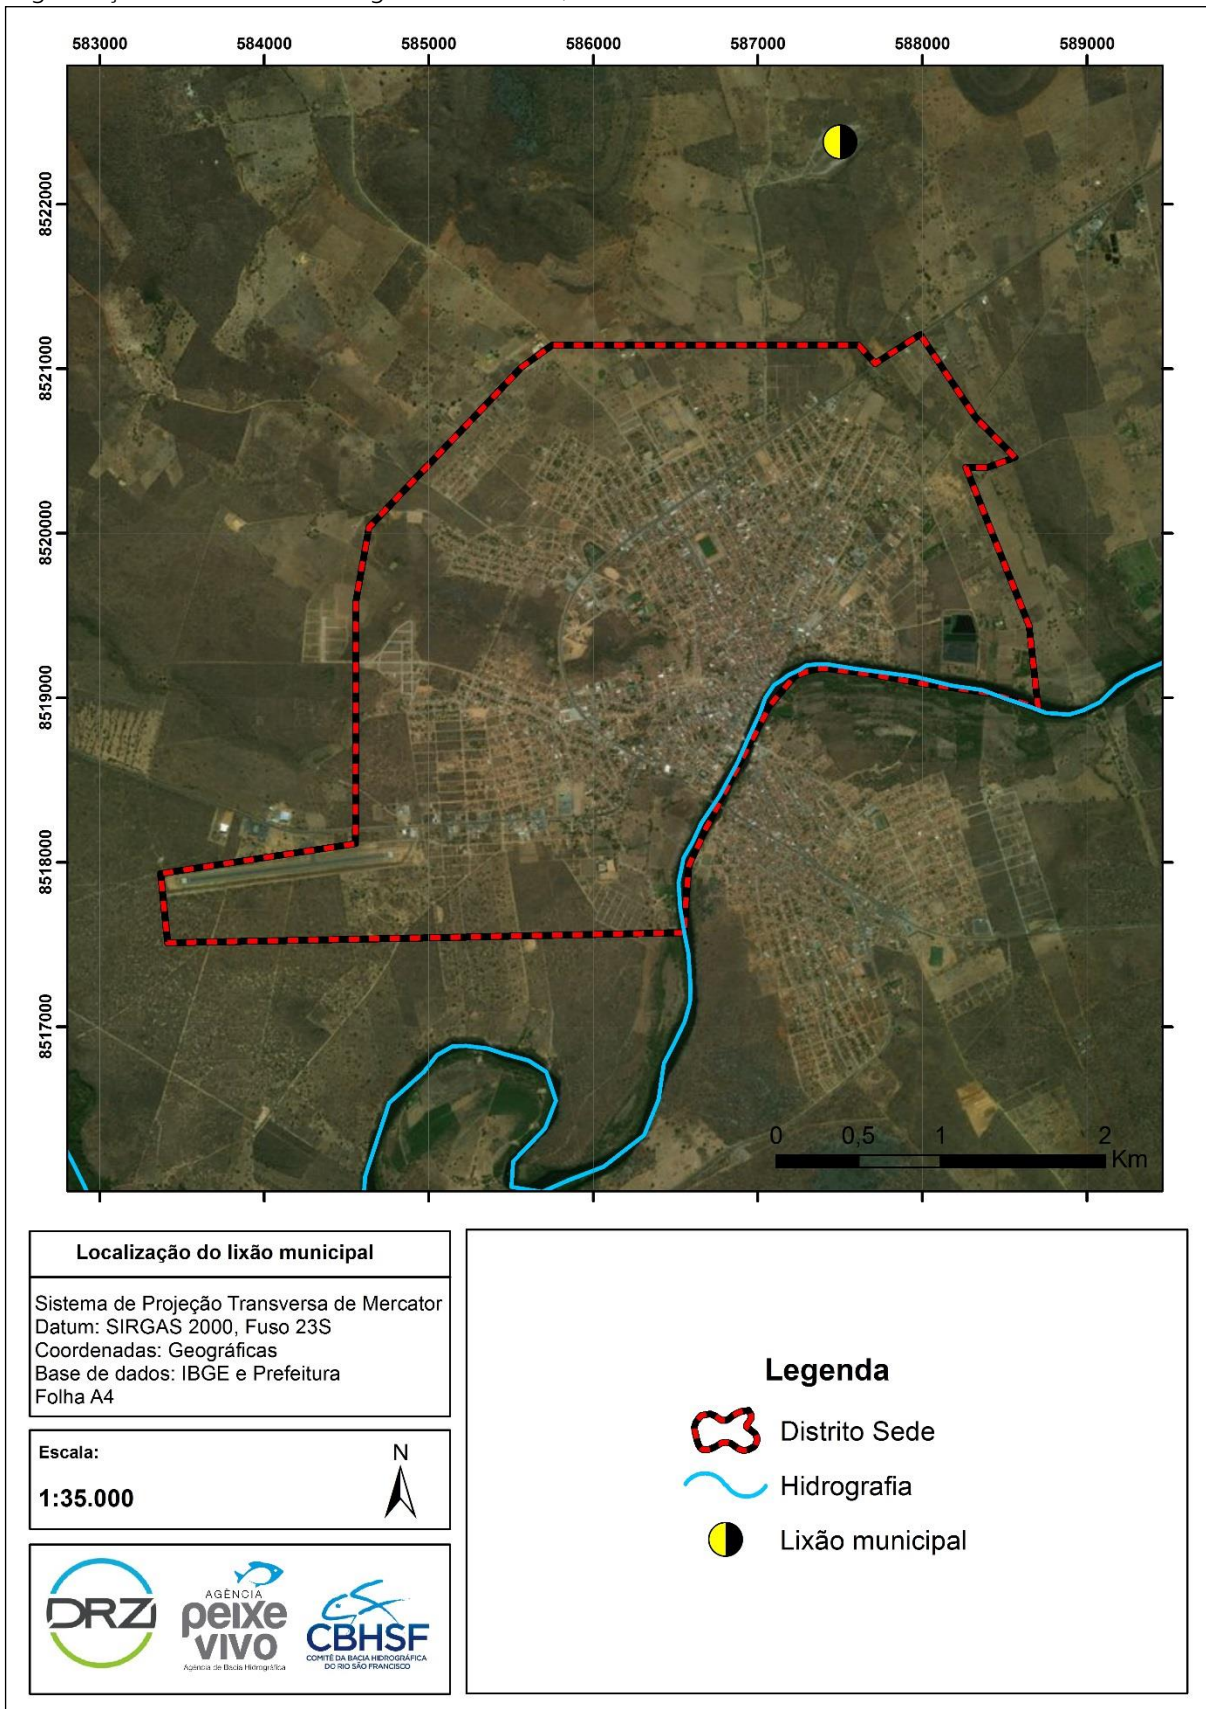 583000 584000 585000 586000 587000 588000 589000
8522000
8521000
8520000
8519000
8518000
8517000
0 0,5 1 2
Km
Localização do lixão municipal
Sistema de Projeção Transversa de Mercator
Datum: SIRGAS 2000, Fuso 23S
Coordenadas: Geográficas
Base de dados: IBGE e Prefeitura
Folha A4
Escala:
N
1:35.000
DRZ
AGÊNCIA
peixe
vivo
Agência de Bacia Hidrográfica
CBHSF
COMITÊ DA BACIA HIDROGRÁFICA
DO RIO SÃO FRANCISCO
Legenda
Distrito Sede
Hidrografia
Lixão municipal